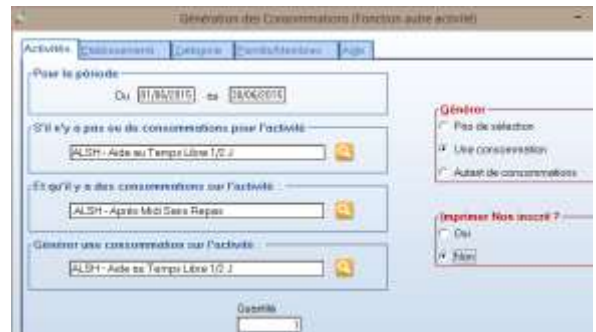 Génération des Consommations (Fonction autre activité)
Activités Etablissements Catégorie Famille/Membres Age
Pour la période
Du 01/06/2015 au 30/06/2015
S'il n'y a pas eu de consommations pour l'activité
ALSH - Aide au Temps Libre 1/2 J
Et qu'il y a des consommations sur l'activité :
ALSH - Après Midi Sans Repas
Générer une consommation sur l'activité
ALSH - Aide au Temps Libre 1/2 J
Quantité
1
Générer
Pas de sélection
Une consommation
Autant de consommations
Imprimer Non inscrit ?
Oui
Non